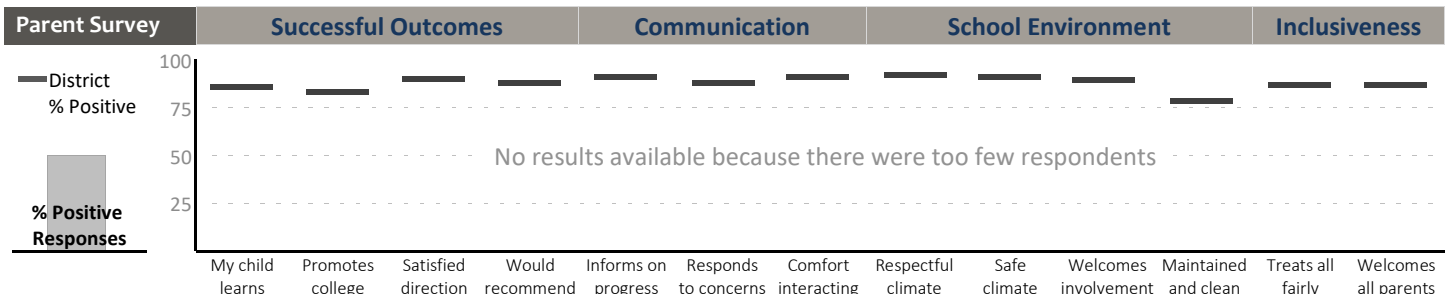 Parent Survey
Successful Outcomes
Communication
School Environment
Inclusiveness
District
% Positive
% Positive
Responses
100
75
50
25
No results available because there were too few respondents
My child
learns
Promotes
college
Satisfied
direction
Would
recommend
Informs on
progress
Responds
to concerns
Comfort
interacting
Respectful
climate
Safe
climate
Welcomes
involvement
Maintained
and clean
Treats all
fairly
Welcomes
all parents